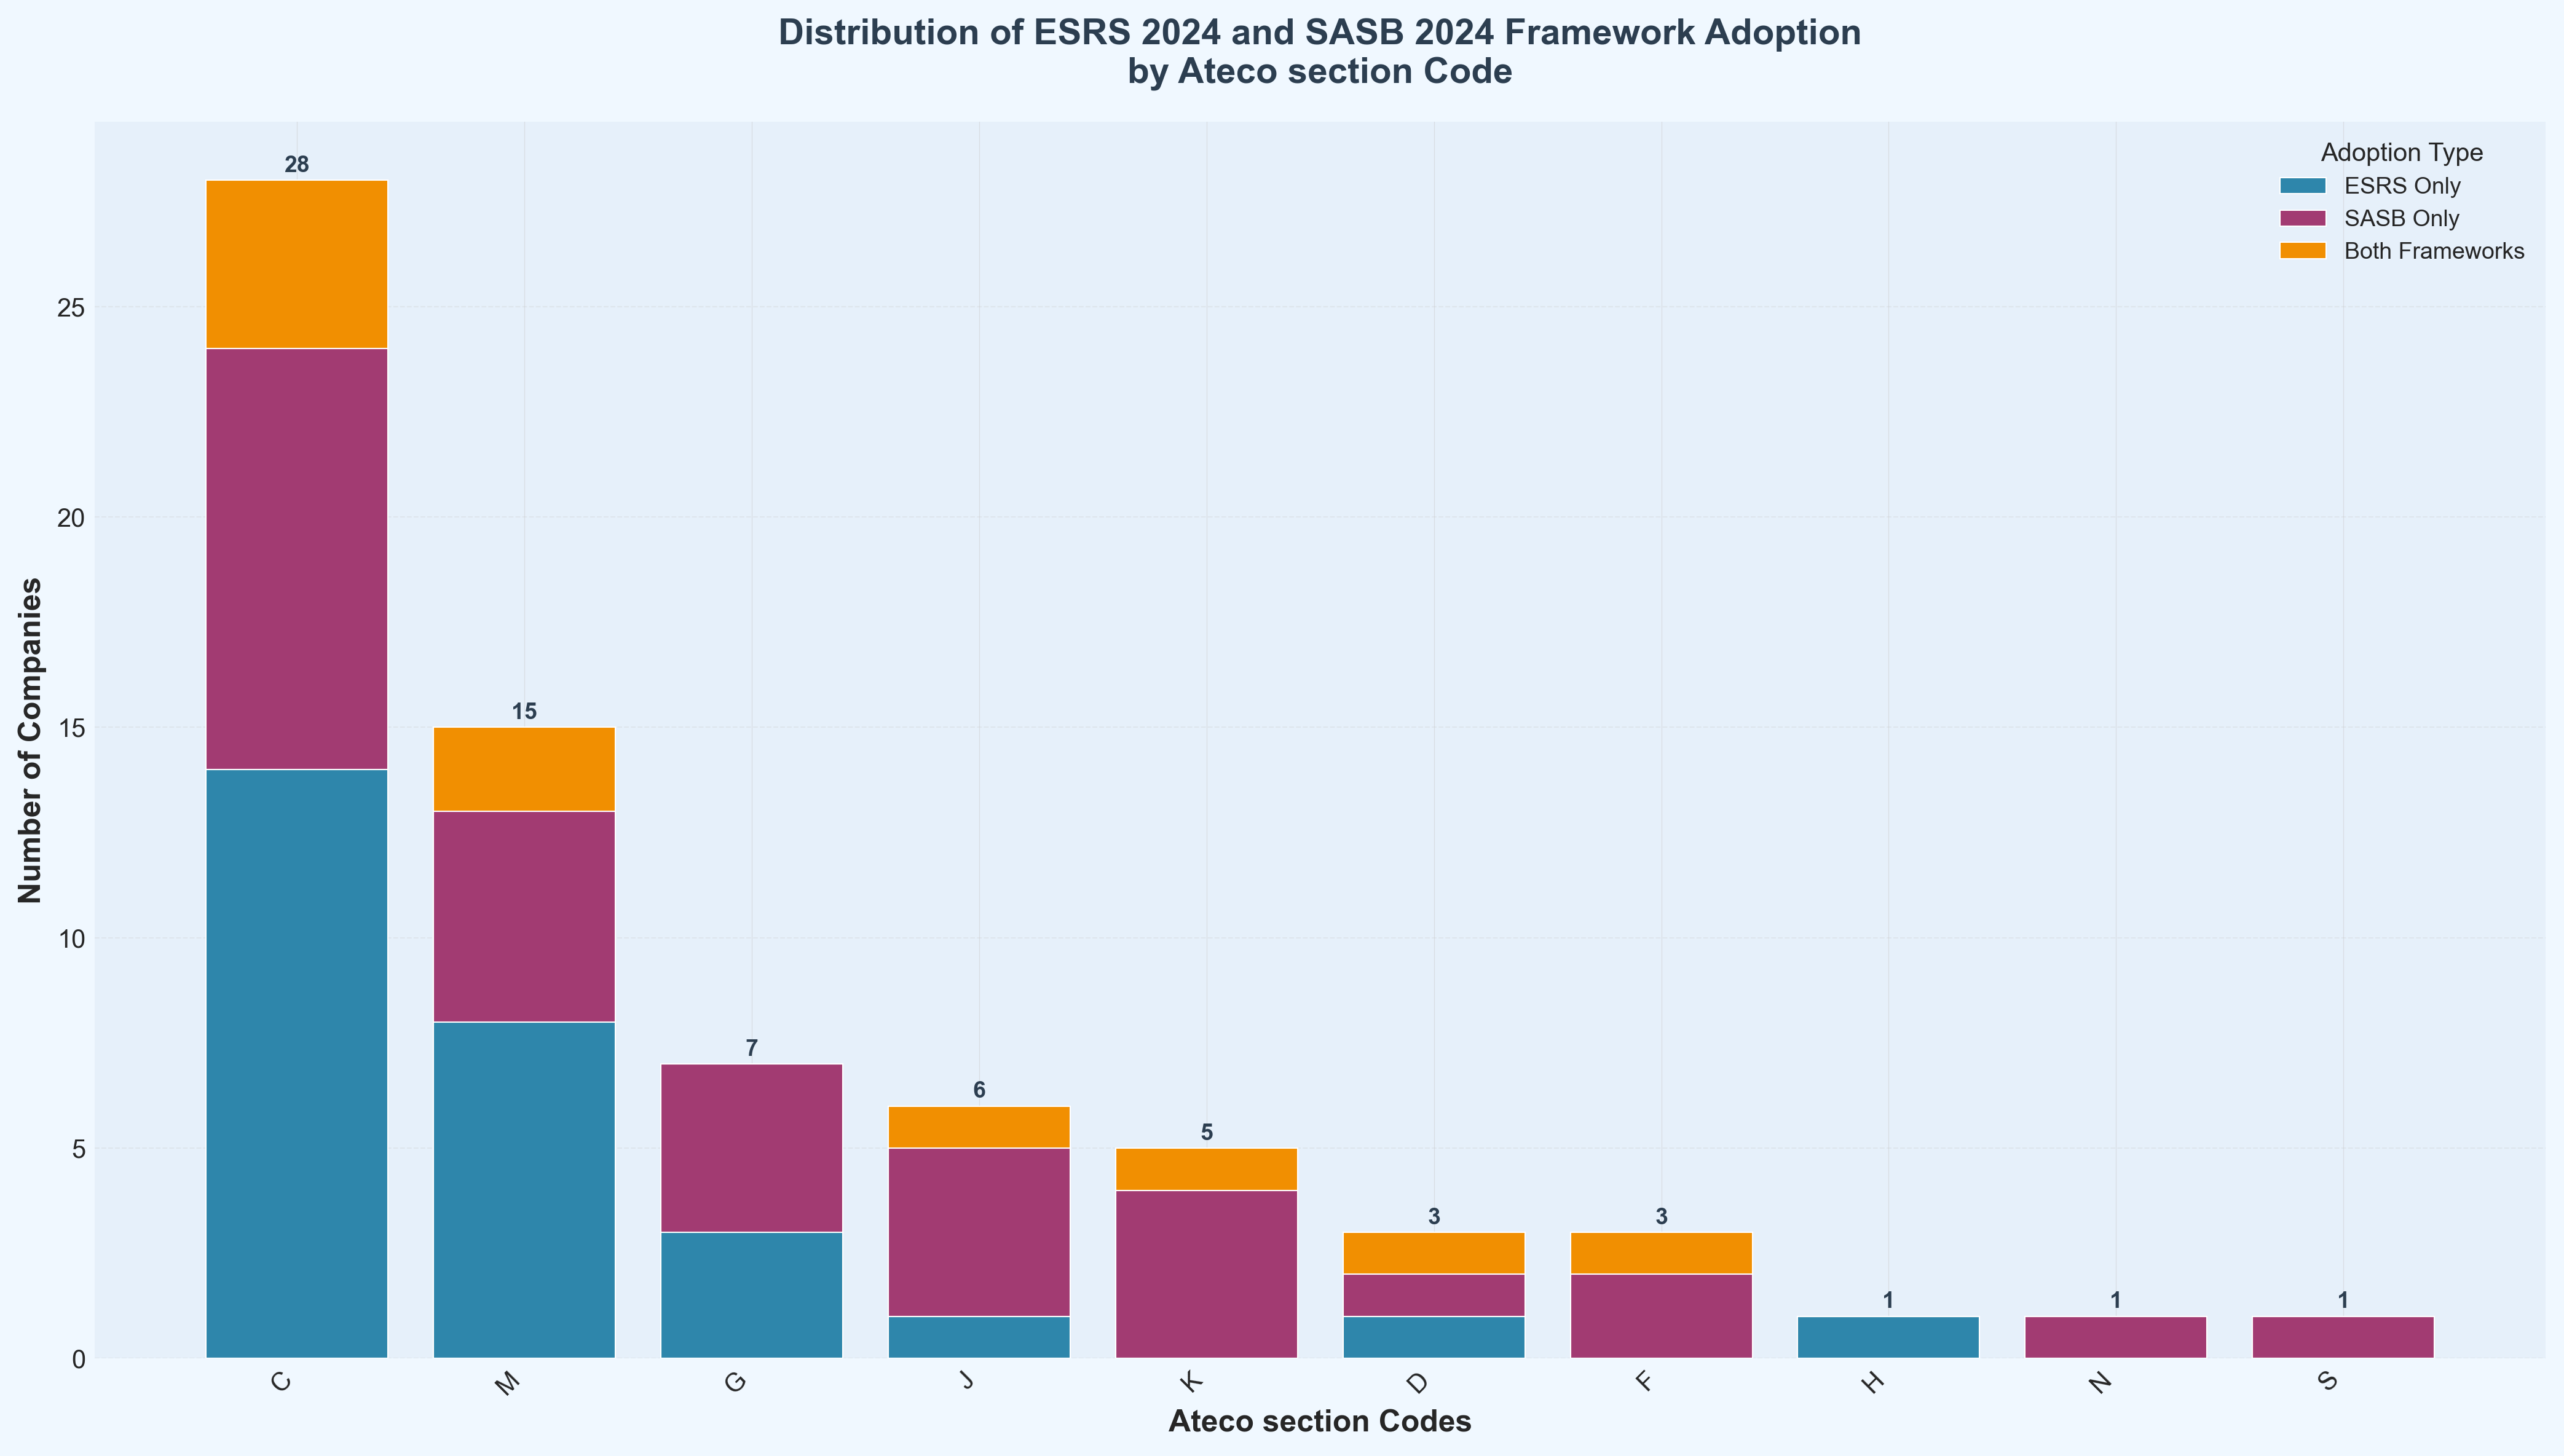 Distribution of ESRS 2024 and SASB 2024 Framework Adoption
by Ateco section Code
Adoption Type
ESRS Only
SASB Only
Both Frameworks
Number of Companies
25
20
15
10
5
0
28
15
7
6
5
3
3
1
1
1
C
M
G
J
K
D
F
H
N
S
Ateco section Codes